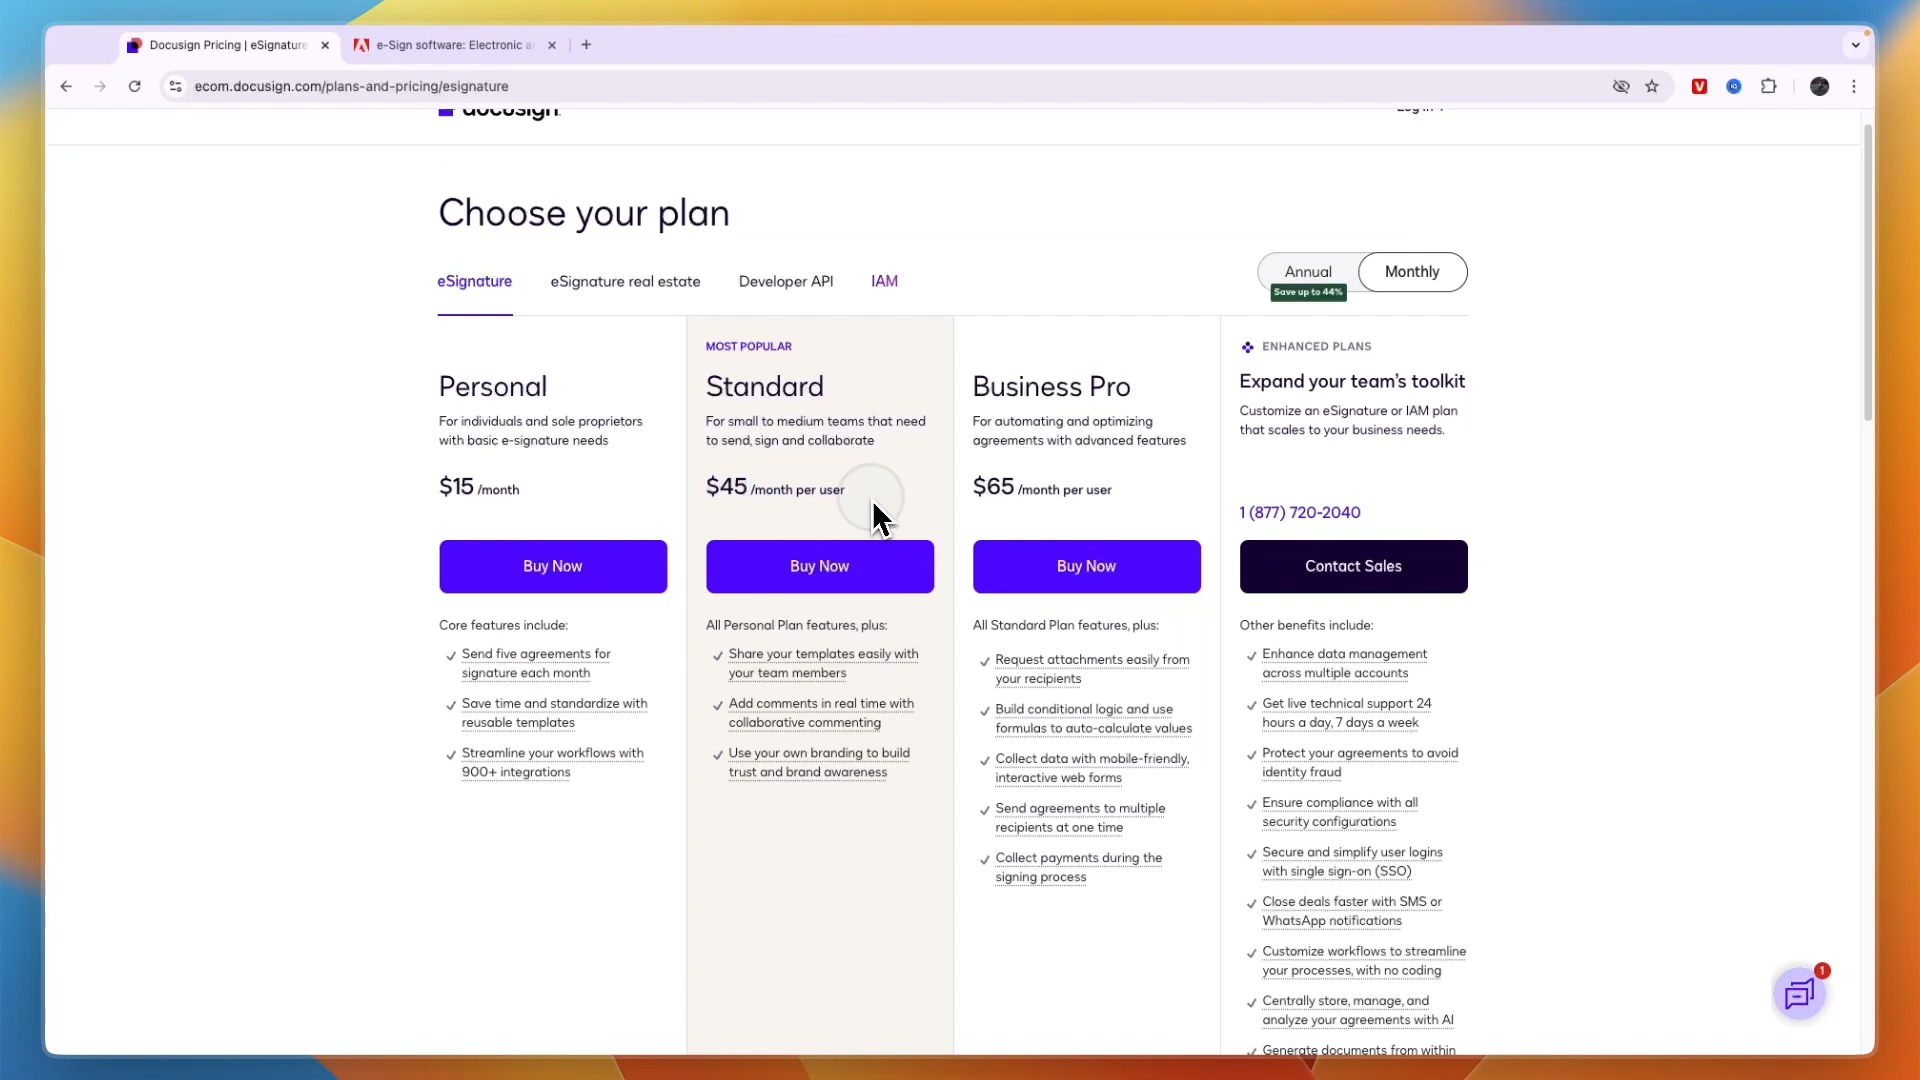 Docusign Pricing | eSignature
e-Sign software: Electronic a
ecom.docusign.com/plans-and-pricing/esignature
docusign
Choose your plan
eSignature
eSignature real estate
Developer API
IAM
Annual
Monthly
Save up to 44%
Personal
For individuals and sole proprietors
with basic e-signature needs
$15 /month
Buy Now
Core features include:
Send five agreements for
signature each month
Save time and standardize with
reusable templates
Streamline your workflows with
900+ integrations
MOST POPULAR
Standard
For small to medium teams that need
to send, sign and collaborate
$45 /month per user
Buy Now
All Personal Plan features, plus:
Share your templates easily with
your team members
Add comments in real time with
collaborative commenting
Use your own branding to build
trust and brand awareness
Business Pro
For automating and optimizing
agreements with advanced features
$65 /month per user
Buy Now
All Standard Plan features, plus:
Request attachments easily from
your recipients
Build conditional logic and use
formulas to auto-calculate values
Collect data with mobile-friendly,
interactive web forms
Send agreements to multiple
recipients at one time
Collect payments during the
signing process
ENHANCED PLANS
Expand your team's toolkit
Customize an eSignature or IAM plan
that scales to your business needs.
1 (877) 720-2040
Contact Sales
Other benefits include:
Enhance data management
across multiple accounts
Get live technical support 24
hours a day, 7 days a week
Protect your agreements to avoid
identity fraud
Ensure compliance with all
security configurations
Secure and simplify user logins
with single sign-on (SSO)
Close deals faster with SMS or
WhatsApp notifications
Customize workflows to streamline
your processes, with no coding
Centrally store, manage, and
analyze your agreements with AI
Generate documents from within
1